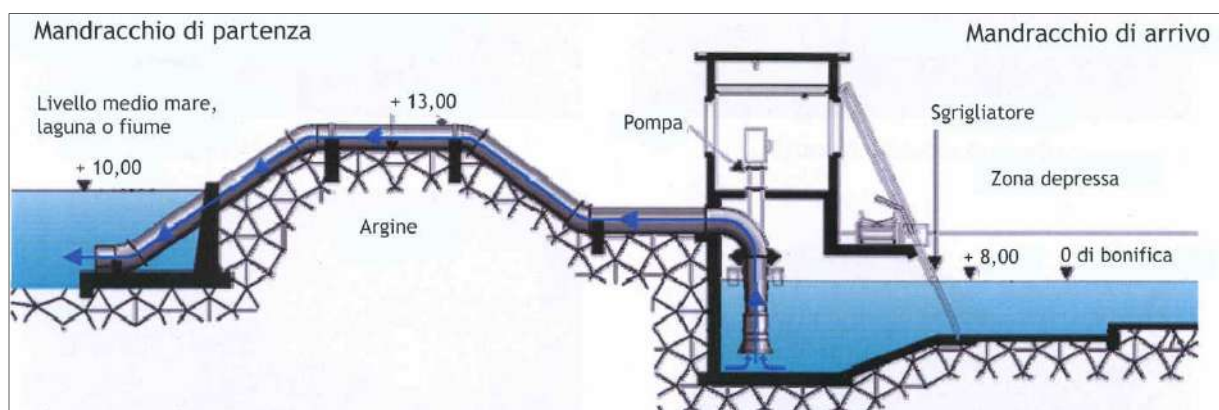 Mandracchio di partenza
Mandracchio di arrivo
Livello medio mare,
laguna o fiume
+ 13,00
Pompa
Sgrigliatore
+ 10,00
Zona depressa
Argine
+ 8,00
0 di bonifica